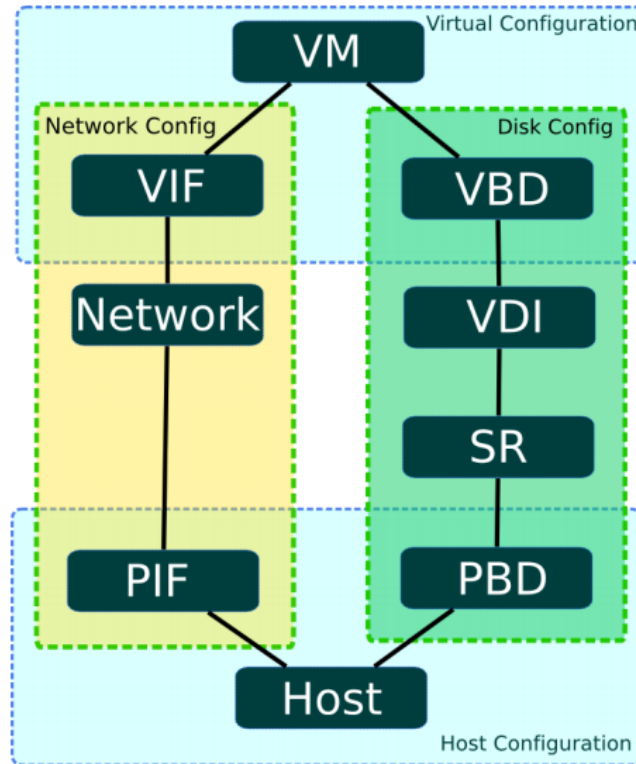 Virtual Configuration
VM
Network Config
Disk Config
VIF
VBD
Network
VDI
SR
PIF
PBD
Host
Host Configuration